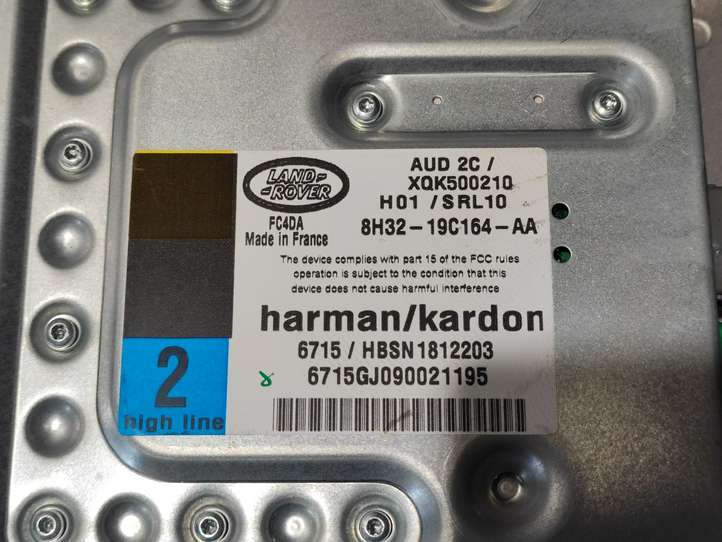 LAND-
-ROVER
FC4DA
Made in France
AUD 2C /
XQK500210
H01 / SRL10
8H32-19C164-AA
The device complies with part 15 of the FCC rules
operation is subject to the condition that this
device does not cause harmful interference
harman/kardon
6715 / HBSN1812203
6715GJ090021195
2
high line